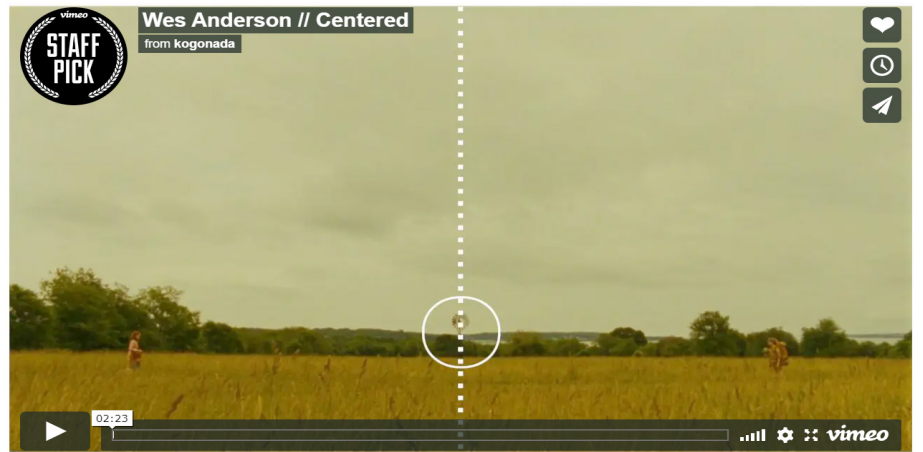 vimeo
STAFF
PICK
Wes Anderson // Centered
from kogonada
02:23
vimeo